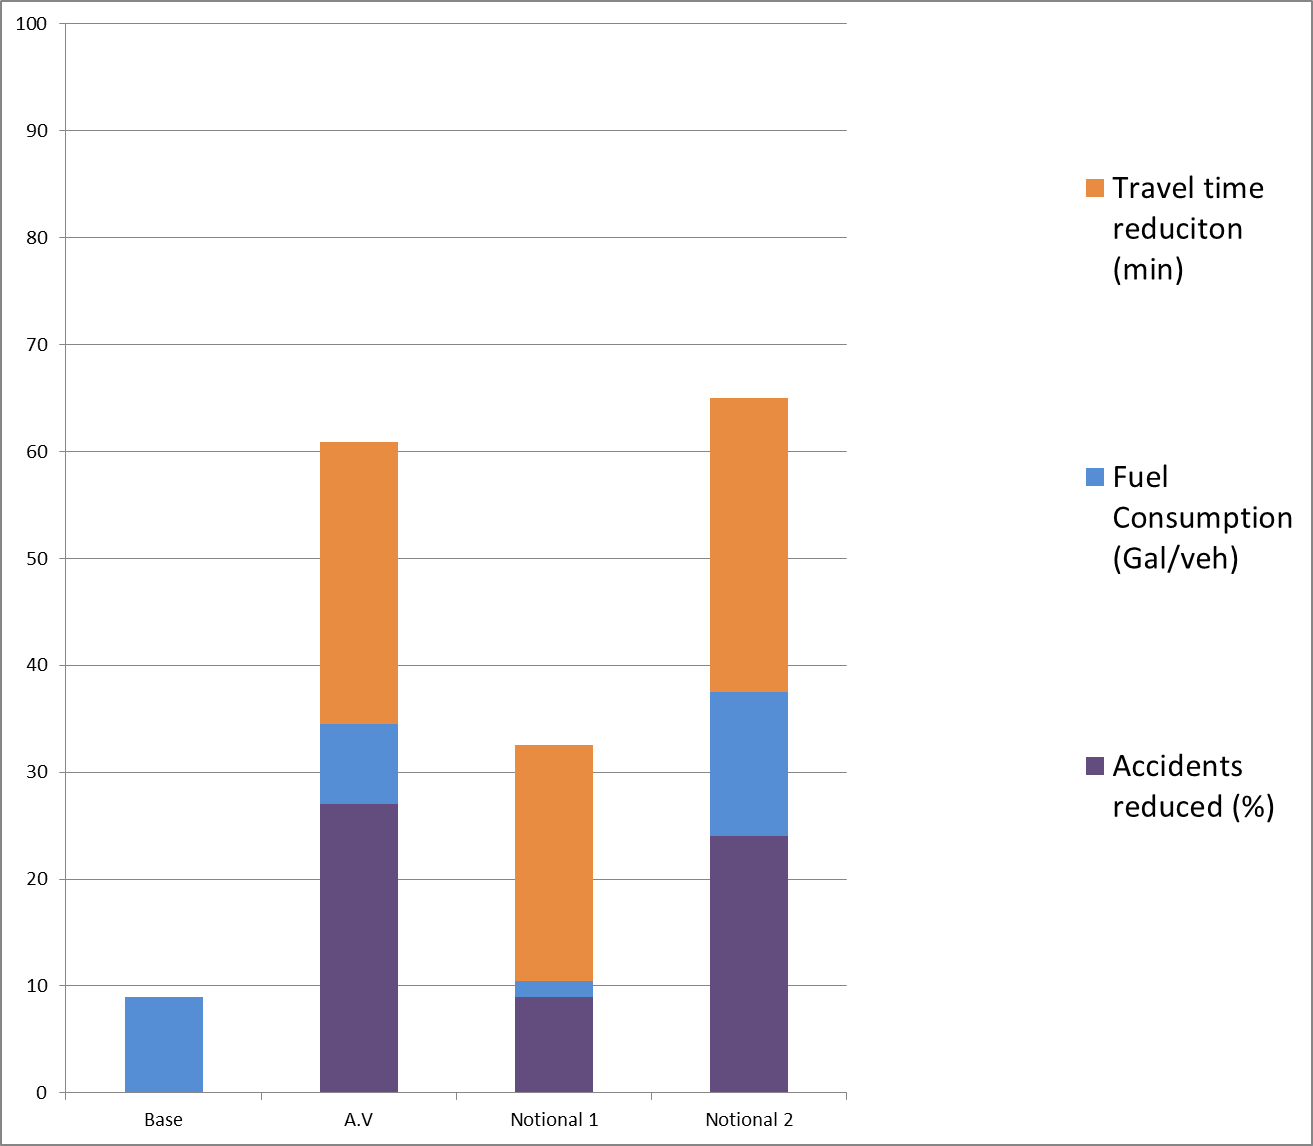 100
90
80
70
60
50
40
30
20
10
0
Base
A.V
Notional 1
Notional 2
Travel time
reduciton
(min)
Fuel
Consumption
(Gal/veh)
Accidents
reduced (%)